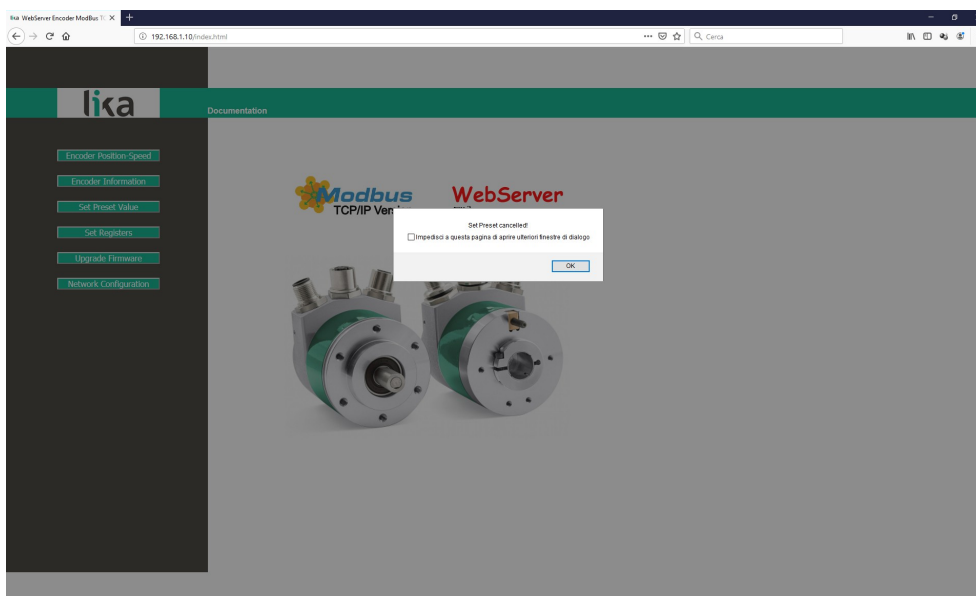 lika WebServer Encoder ModBus TC
192.168.1.10/index.html
Cerca
lika
Documentation
Encoder Position-Speed
Encoder Information
Set Preset Value
Set Registers
Upgrade Firmware
Network Configuration
Modbus
TCP/IP
WebServer
Set Preset cancelled!
Impedisci a questa pagina di aprire ulteriori finestre di dialogo
OK